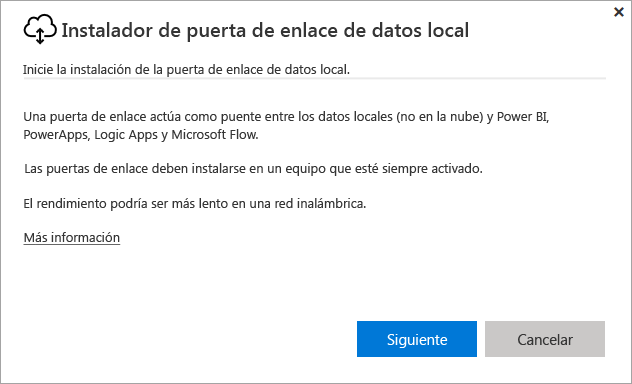 Instalador de puerta de enlace de datos local
Inicie la instalación de la puerta de enlace de datos local.
Una puerta de enlace actúa como puente entre los datos locales (no en la nube) y Power BI,
PowerApps, Logic Apps y Microsoft Flow.
Las puertas de enlace deben instalarse en un equipo que esté siempre activado.
El rendimiento podría ser más lento en una red inalámbrica.
Más información
Siguiente
Cancelar